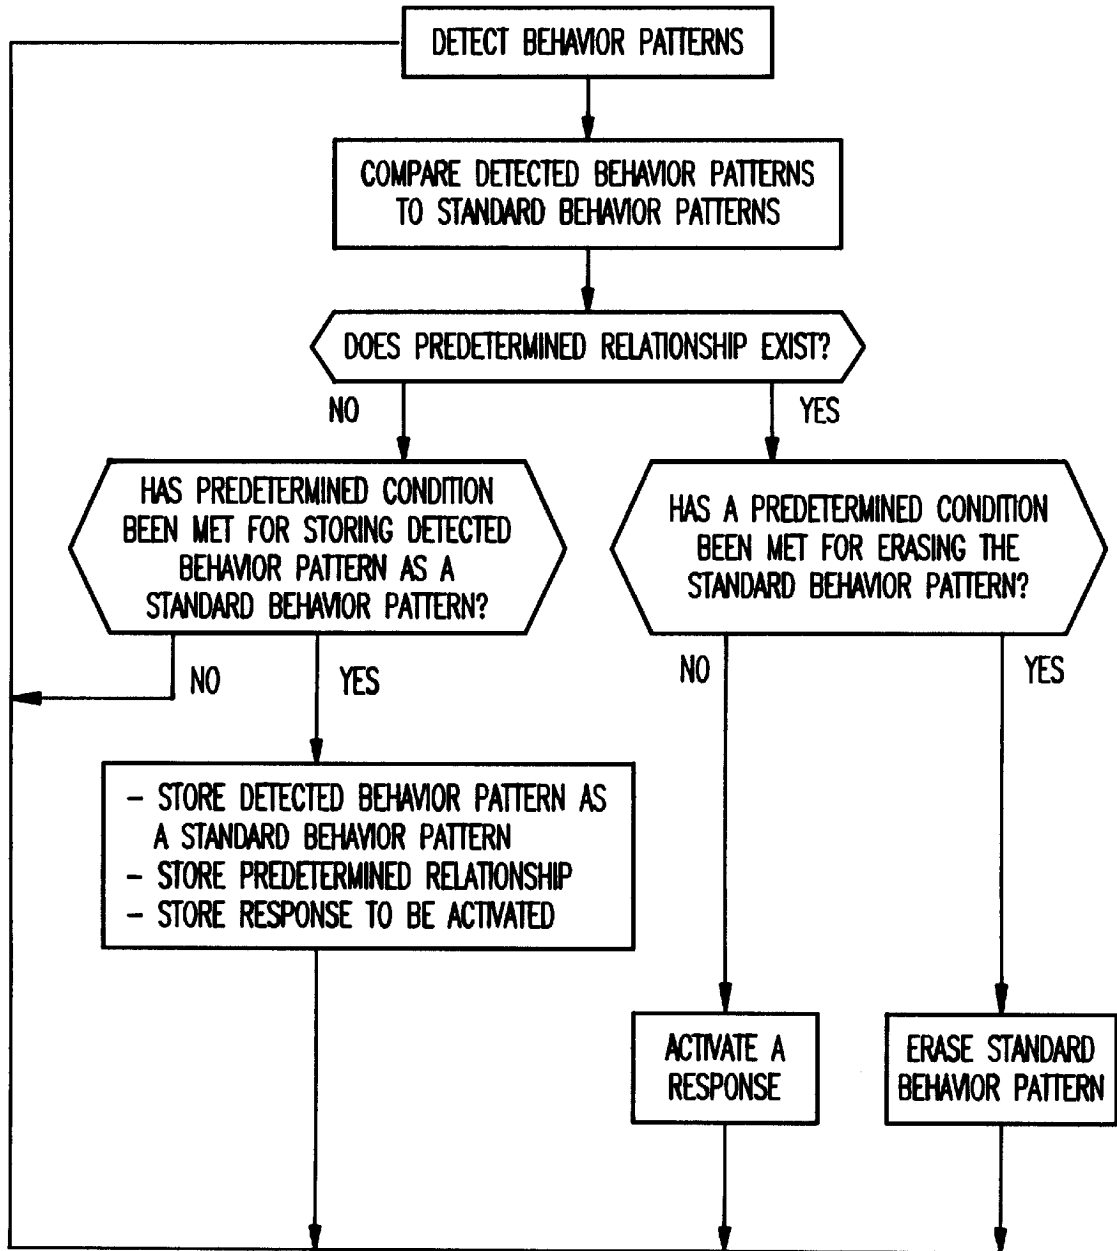 DETECT BEHAVIOR PATTERNS
COMPARE DETECTED BEHAVIOR PATTERNS
TO STANDARD BEHAVIOR PATTERNS
DOES PREDETERMINED RELATIONSHIP EXIST?
NO
YES
HAS PREDETERMINED CONDITION
BEEN MET FOR STORING DETECTED
BEHAVIOR PATTERN AS A
STANDARD BEHAVIOR PATTERN?
HAS A PREDETERMINED CONDITION
BEEN MET FOR ERASING THE
STANDARD BEHAVIOR PATTERN?
NO
YES
NO
YES
- STORE DETECTED BEHAVIOR PATTERN AS
A STANDARD BEHAVIOR PATTERN
- STORE PREDETERMINED RELATIONSHIP
- STORE RESPONSE TO BE ACTIVATED
ACTIVATE A
RESPONSE
ERASE STANDARD
BEHAVIOR PATTERN